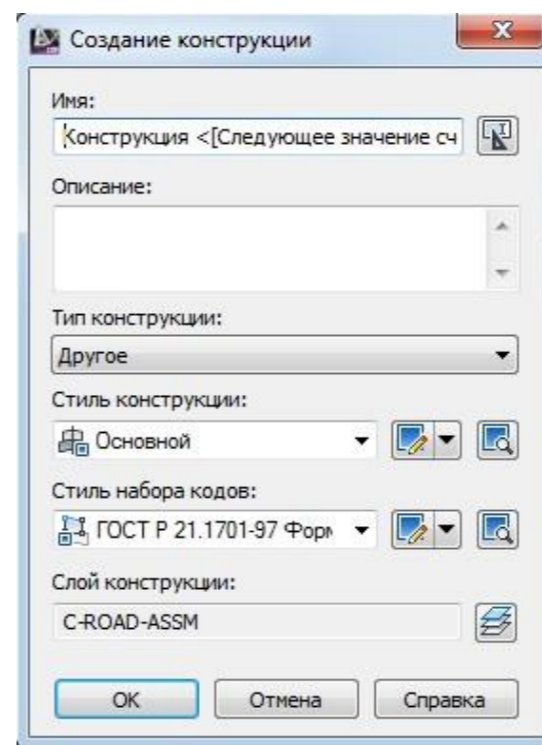 Создание конструкции
Имя:
Конструкция <[Следующее значение сч
Описание:
Тип конструкции:
Другое
Стиль конструкции:
Основной
Стиль набора кодов:
ГОСТ Р 21.1701-97 Форм
Слой конструкции:
C-ROAD-ASSM
ОК Отмена Справка